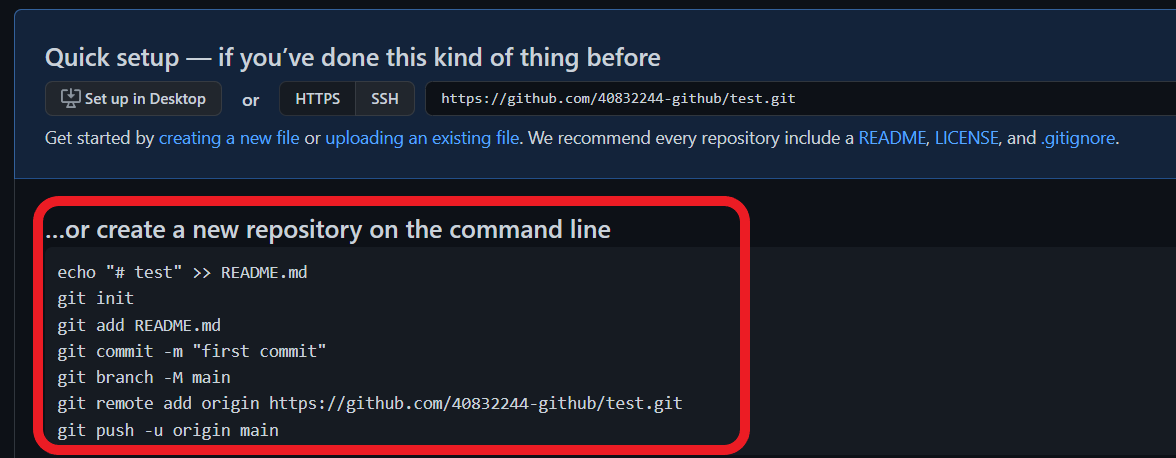 Quick setup — if you’ve done this kind of thing before
Set up in Desktop or HTTPS SSH https://github.com/40832244-github/test.git
Get started by creating a new file or uploading an existing file. We recommend every repository include a README, LICENSE, and .gitignore.
…or create a new repository on the command line
echo "# test" >> README.md
git init
git add README.md
git commit -m "first commit"
git branch -M main
git remote add origin https://github.com/40832244-github/test.git
git push -u origin main